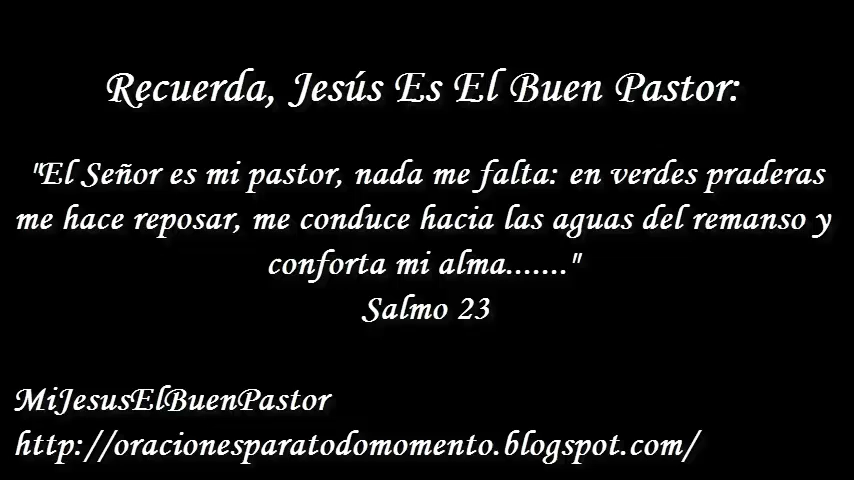 Recuerda, Jesús Es El Buen Pastor:
"El Señor es mi pastor, nada me falta: en verdes praderas
me hace reposar, me conduce hacia las aguas del remanso y
conforta mi alma......."
Salmo 23
MiJesusElBuenPastor
http://oracionesparatodomomento.blogspot.com/